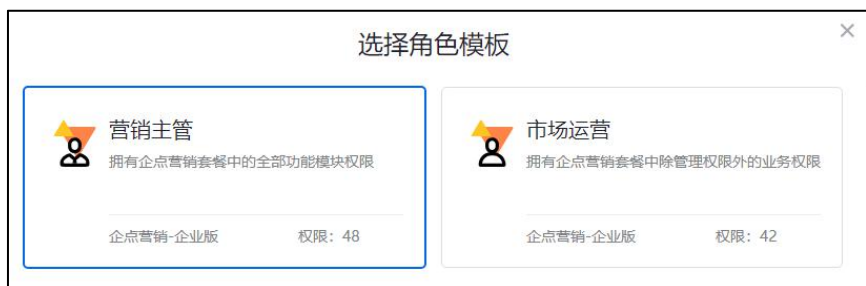 选择角色模板
营销主管
拥有企点营销套餐中的全部功能模块权限
企点营销-企业版 权限：48
市场运营
拥有企点营销套餐中除管理权限外的业务权限
企点营销-企业版 权限：42